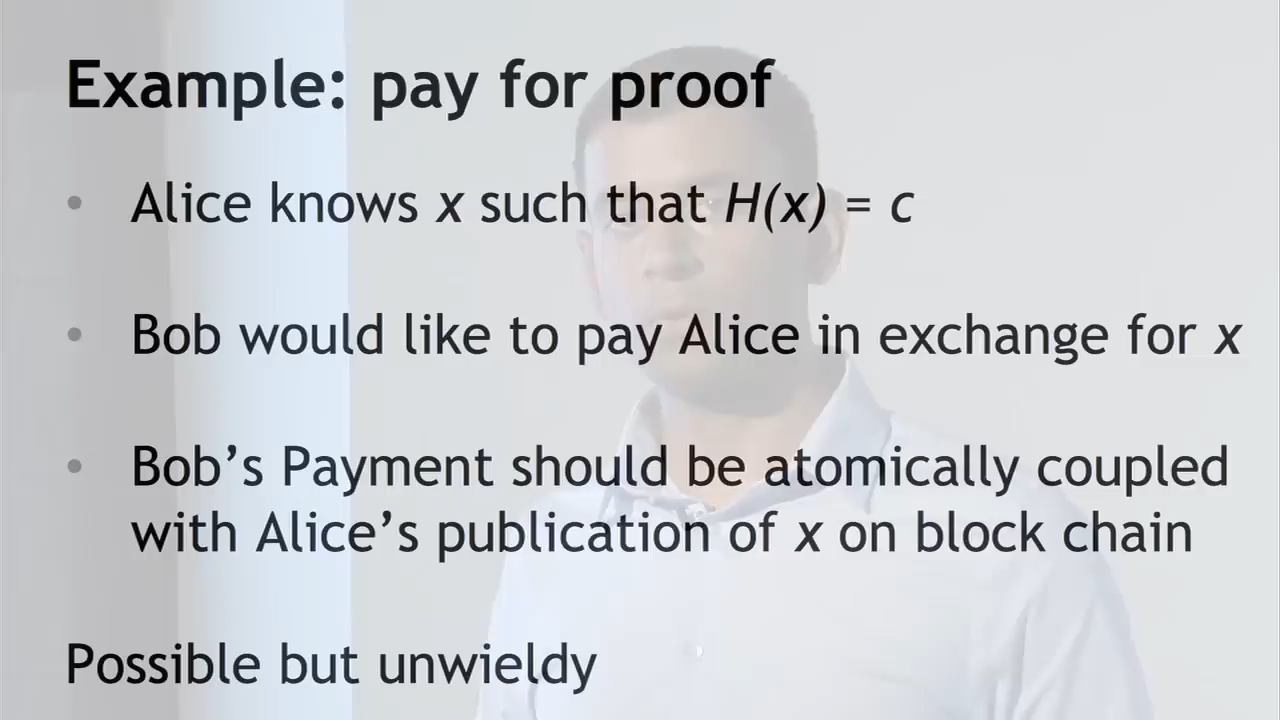 Example: pay for proof
• Alice knows x such that H(x) = c
• Bob would like to pay Alice in exchange for x
• Bob’s Payment should be atomically coupled
with Alice’s publication of x on block chain
Possible but unwieldy